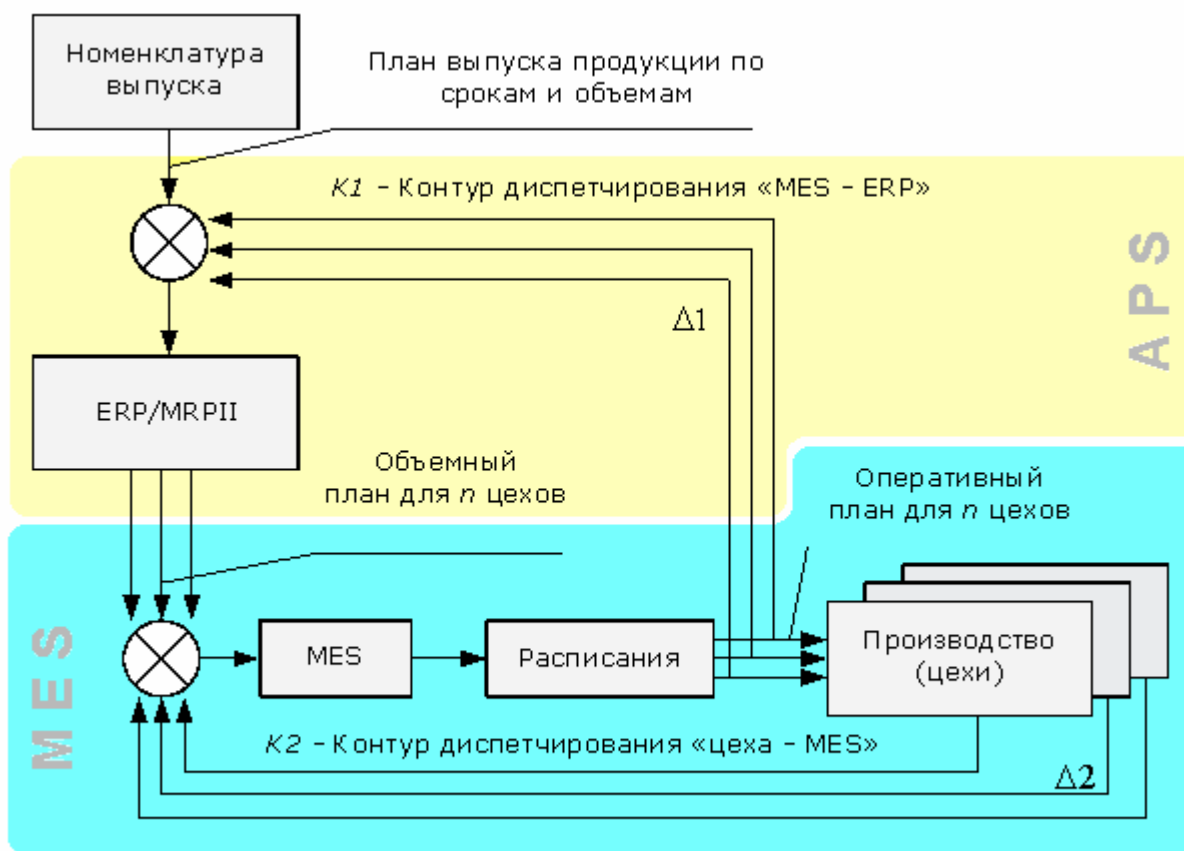 Номенклатура
выпуска
План выпуска продукции по
срокам и объемам
K1 – Контур диспетчирования «MES – ERP»
APS
Δ1
ERP/MRPII
Объемный
план для n цехов
Оперативный
план для n цехов
MES
MES
Расписания
Производство
(цехи)
K2 – Контур диспетчирования «цеха – MES»
Δ2